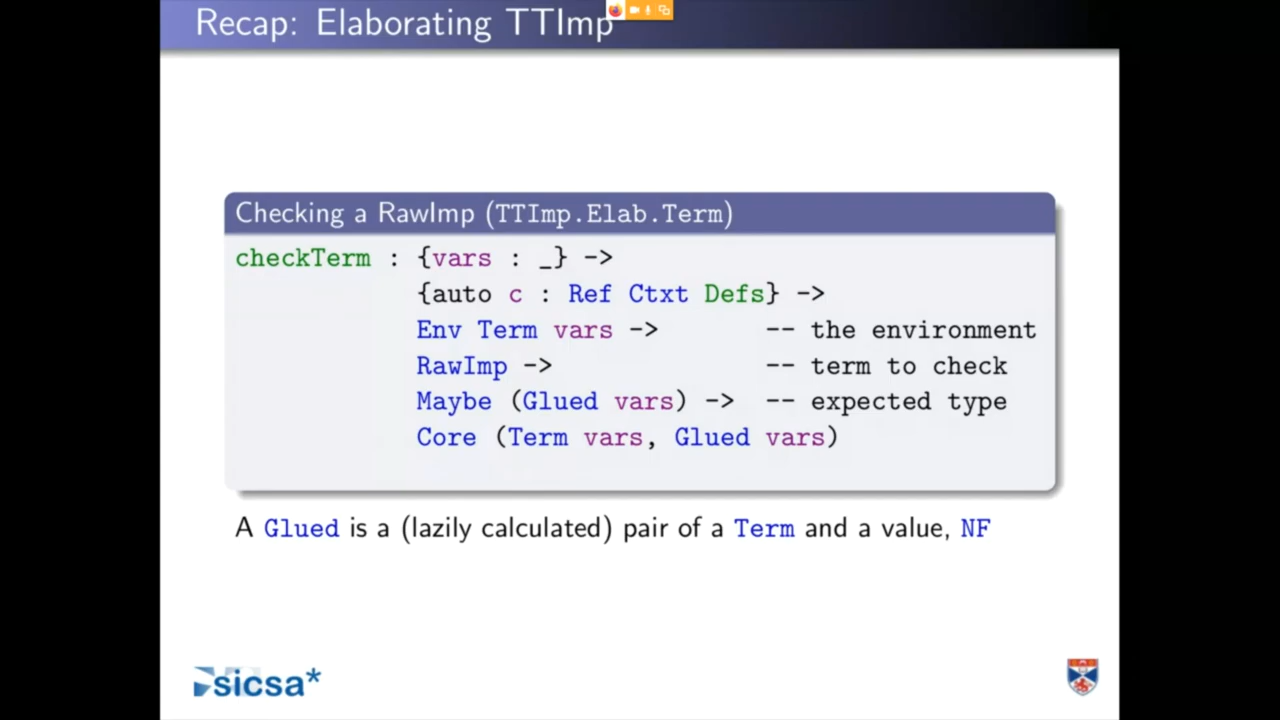 Recap: Elaborating TTImp
Checking a RawImp (TTImp.Elab.Term)
checkTerm : {vars : _} ->
{auto c : Ref Ctxt Defs} ->
Env Term vars -> -- the environment
RawImp -> -- term to check
Maybe (Glued vars) -> -- expected type
Core (Term vars, Glued vars)
A Glued is a (lazily calculated) pair of a Term and a value, NF
sicsa*